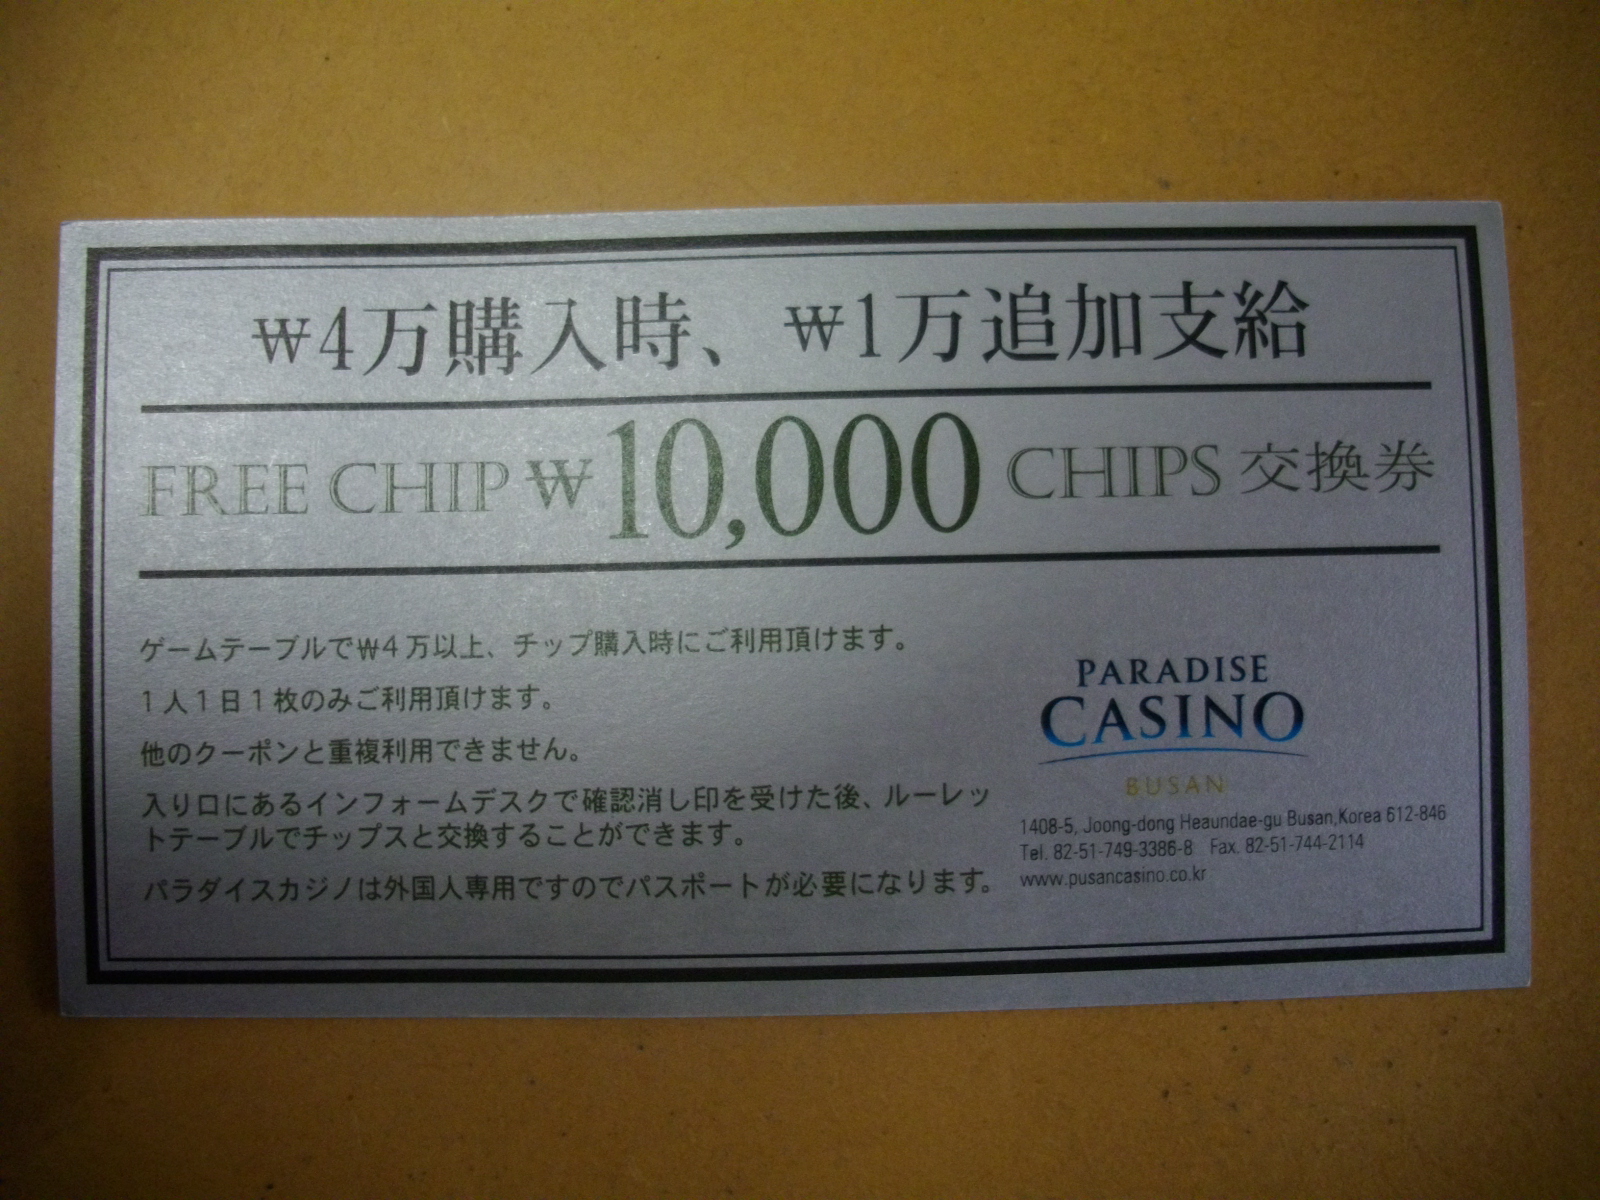 ₩4万購入時、 ₩1万追加支給
FREE CHIP ₩10,000 CHIPS 交換券
ゲームテーブルで₩4万以上、チップ購入時にご利用頂けます。
1人1日1枚のみご利用頂けます。
他のクーポンと重複利用できません。
入り口にあるインフォームデスクで確認消し印を受けた後、ルーレッ
トテーブルでチップスと交換することができます。
パラダイスカジノは外国人専用ですのでパスポートが必要になります。
PARADISE
CASINO
BUSAN
1408-5, Joong-dong Heaundae-gu Busan,Korea 612-846
Tel. 82-51-749-3386-8 Fax. 82-51-744-2114
www.pusancasino.co.kr